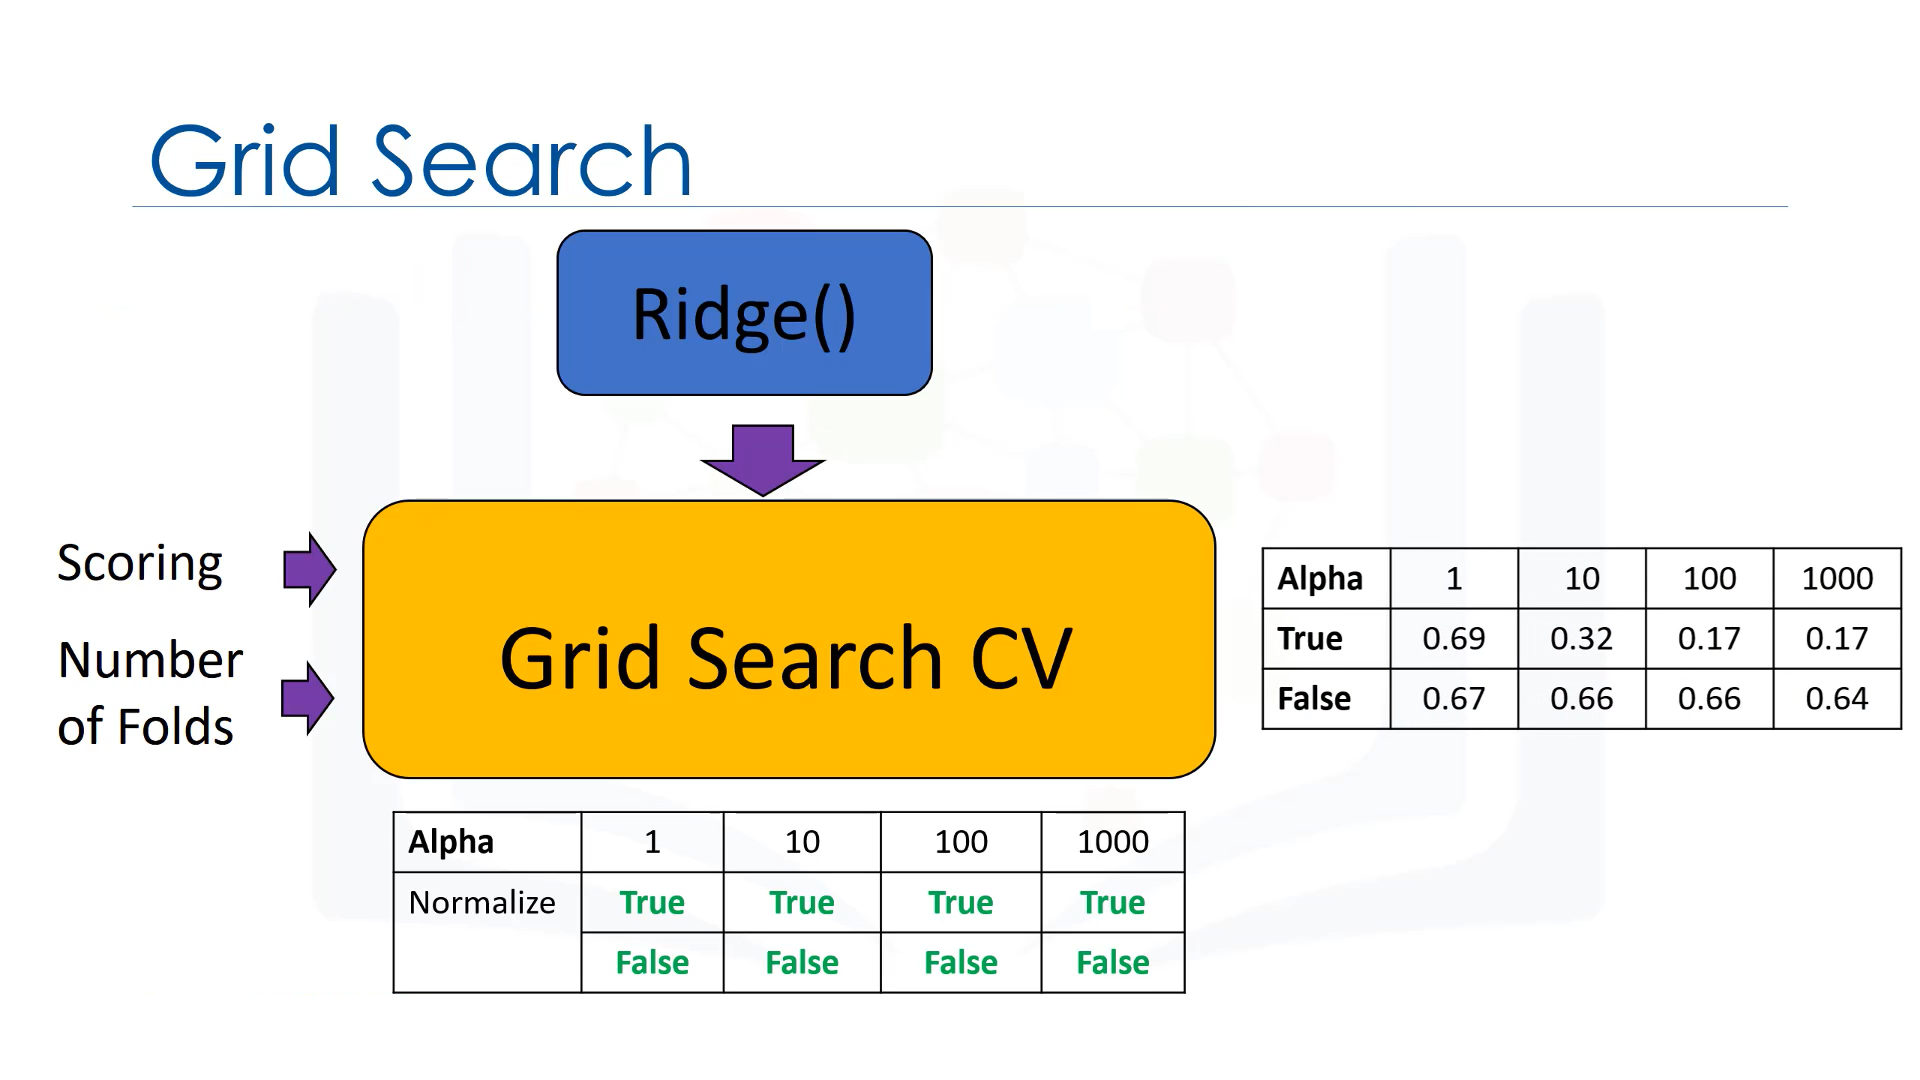 Grid Search
Ridge()
Scoring
Number
of Folds
Grid Search CV
Alpha 1 10 100 1000
True 0.69 0.32 0.17 0.17
False 0.67 0.66 0.66 0.64
Alpha 1 10 100 1000
Normalize True True True True
False False False False